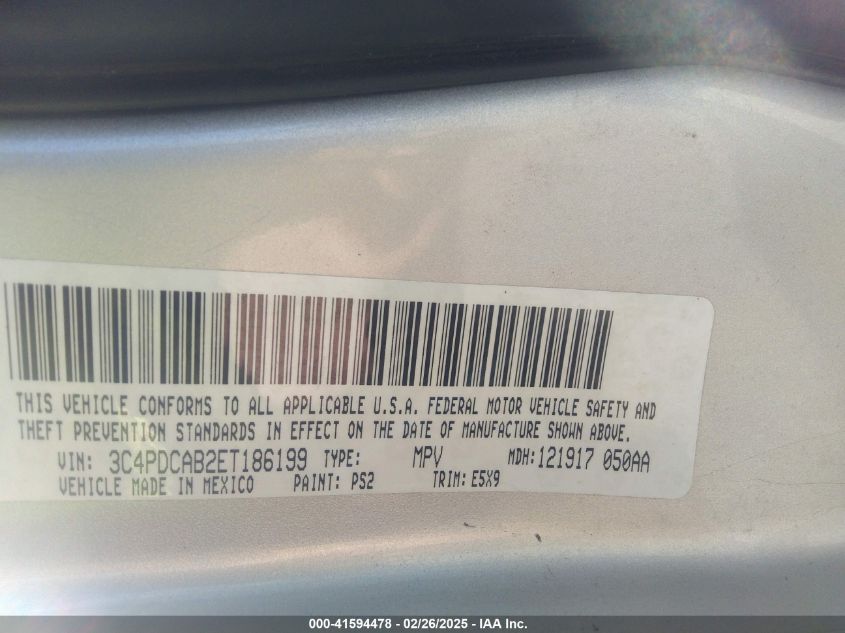 THIS VEHICLE CONFORMS TO ALL APPLICABLE U.S.A. FEDERAL MOTOR VEHICLE SAFETY AND
THEFT PREVENTION STANDARDS IN EFFECT ON THE DATE OF MANUFACTURE SHOWN ABOVE.
VIN: 3C4PDCAB2ET186199 TYPE: MPV MDH:121917 050AA
VEHICLE MADE IN MEXICO PAINT: PS2 TRIM: E5X9
000-41594478 - 02/26/2025 - IAA Inc.